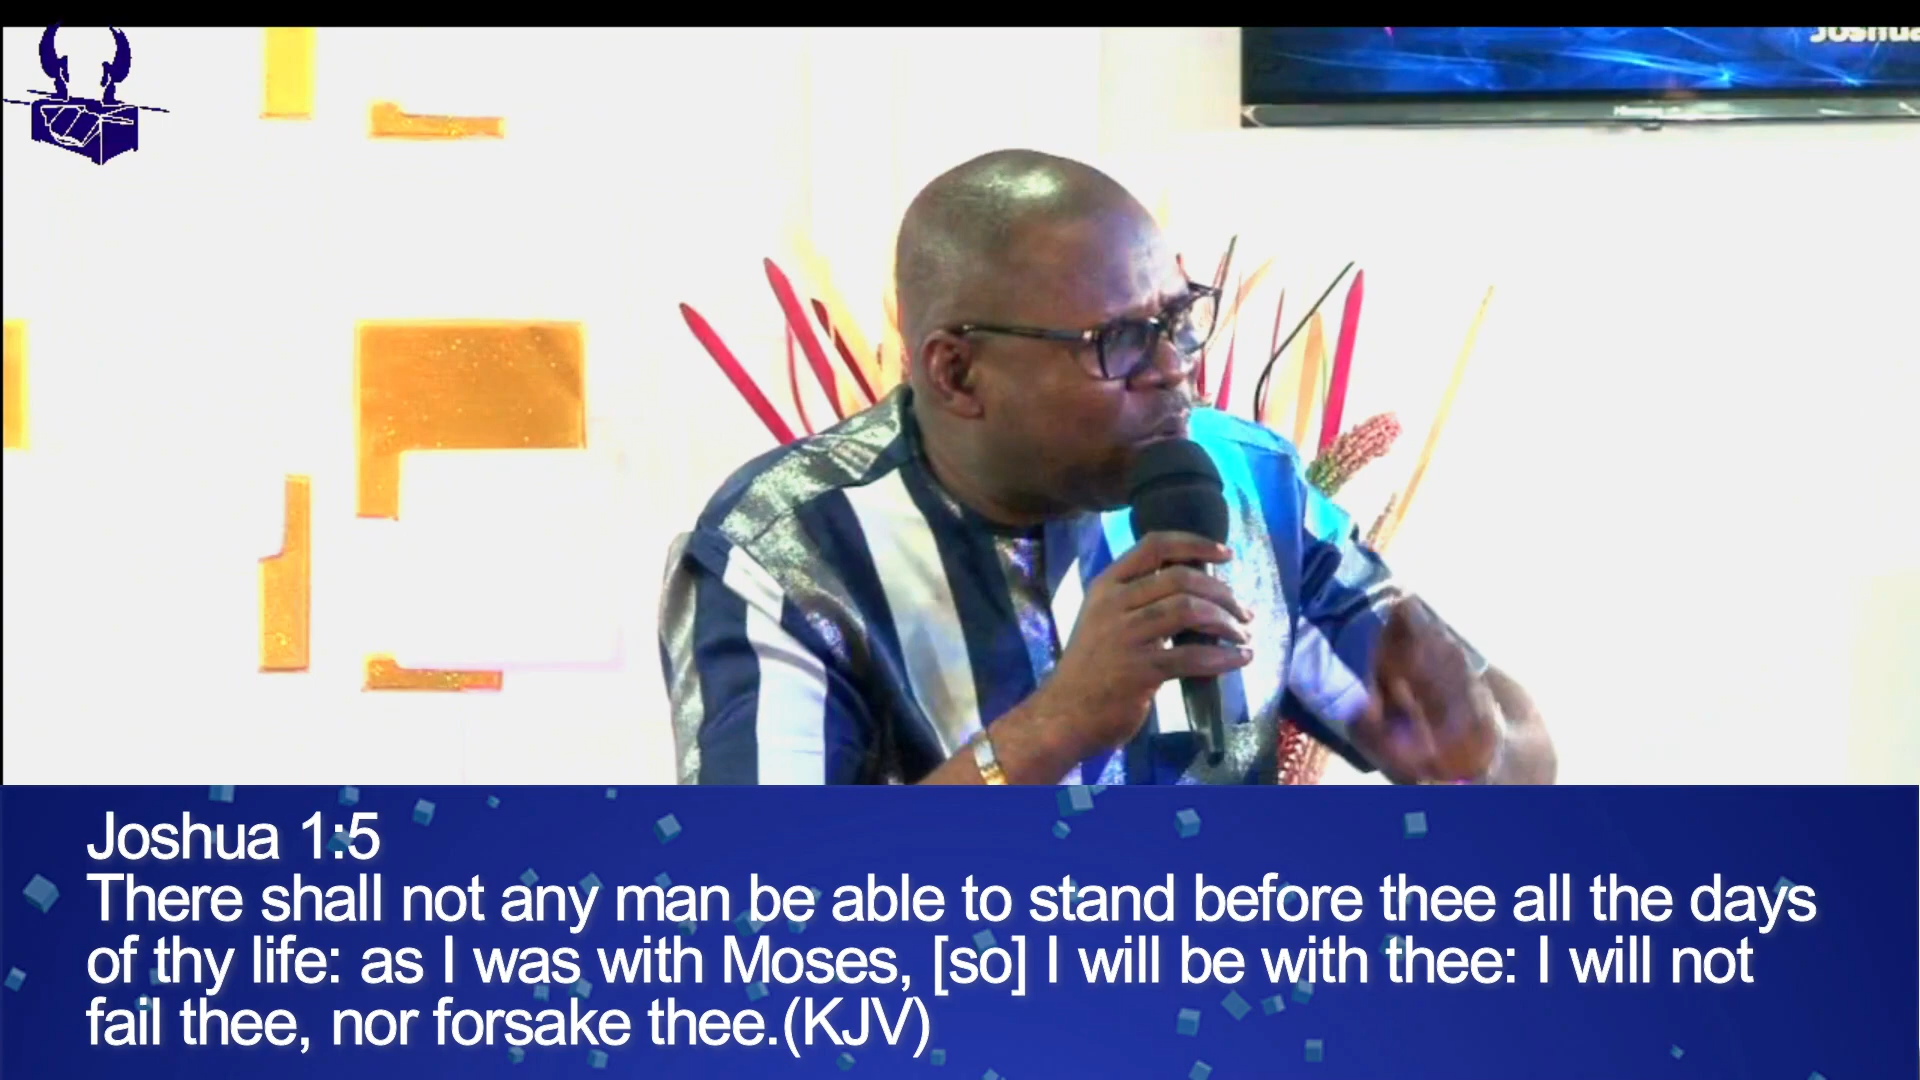 Joshua
Joshua 1:5
There shall not any man be able to stand before thee all the days
of thy life: as I was with Moses, [so] I will be with thee: I will not
fail thee, nor forsake thee.(KJV)